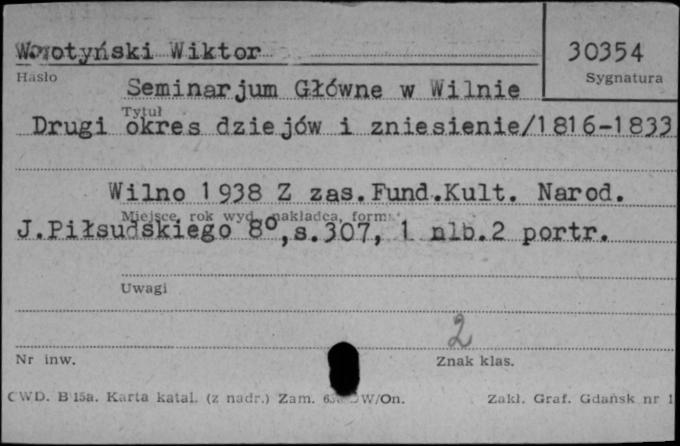 Wołotyński Wiktor
30354
Hasło
Sygnatura
Seminarjum Główne w Wilnie
Tytuł
Drugi okres dziejów i zniesienie/1816-1833
Wilno 1938 Z zas.Fund.Kult. Narod.
Miejsce, rok wyd., nakładca, form.
J.Piłsudskiego 8°,s.307, 1 nlb.2 portr.
Uwagi
2
Nr inw.
Znak klas.
CWD. B 15a. Karta katal. (z nadr.) Zam. W/On.
Zakł. Graf. Gdańsk nr 1